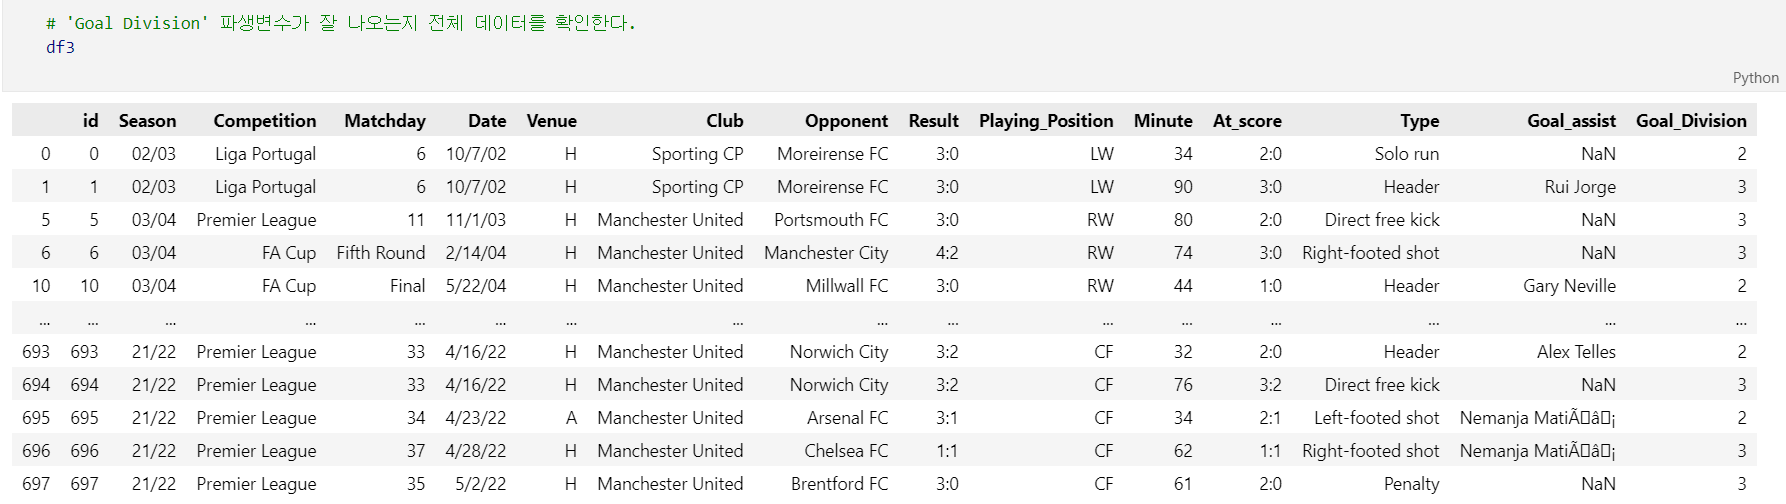 # 'Goal Division' 파생변수가 잘 나오는지 전체 데이터를 확인한다.
df3
Python
id Season Competition Matchday Date Venue Club Opponent Result Playing_Position Minute At_score Type Goal_assist Goal_Division
0 0 02/03 Liga Portugal 6 10/7/02 H Sporting CP Moreirense FC 3:0 LW 34 2:0 Solo run NaN 2
1 1 02/03 Liga Portugal 6 10/7/02 H Sporting CP Moreirense FC 3:0 LW 90 3:0 Header Rui Jorge 3
5 5 03/04 Premier League 11 11/1/03 H Manchester United Portsmouth FC 3:0 RW 80 2:0 Direct free kick NaN 3
6 6 03/04 FA Cup Fifth Round 2/14/04 H Manchester United Manchester City 4:2 RW 74 3:0 Right-footed shot NaN 3
10 10 03/04 FA Cup Final 5/22/04 H Manchester United Millwall FC 3:0 RW 44 1:0 Header Gary Neville 2
... ... ... ... ... ... ... ... ... ... ... ... ... ... ... ...
693 693 21/22 Premier League 33 4/16/22 H Manchester United Norwich City 3:2 CF 32 2:0 Header Alex Telles 2
694 694 21/22 Premier League 33 4/16/22 H Manchester United Norwich City 3:2 CF 76 3:2 Direct free kick NaN 3
695 695 21/22 Premier League 34 4/23/22 A Manchester United Arsenal FC 3:1 CF 34 2:1 Left-footed shot Nemanja MatiÃ□â□¡ 2
696 696 21/22 Premier League 37 4/28/22 H Manchester United Chelsea FC 1:1 CF 62 1:1 Right-footed shot Nemanja MatiÃ□â□¡ 3
697 697 21/22 Premier League 35 5/2/22 H Manchester United Brentford FC 3:0 CF 61 2:0 Penalty NaN 3